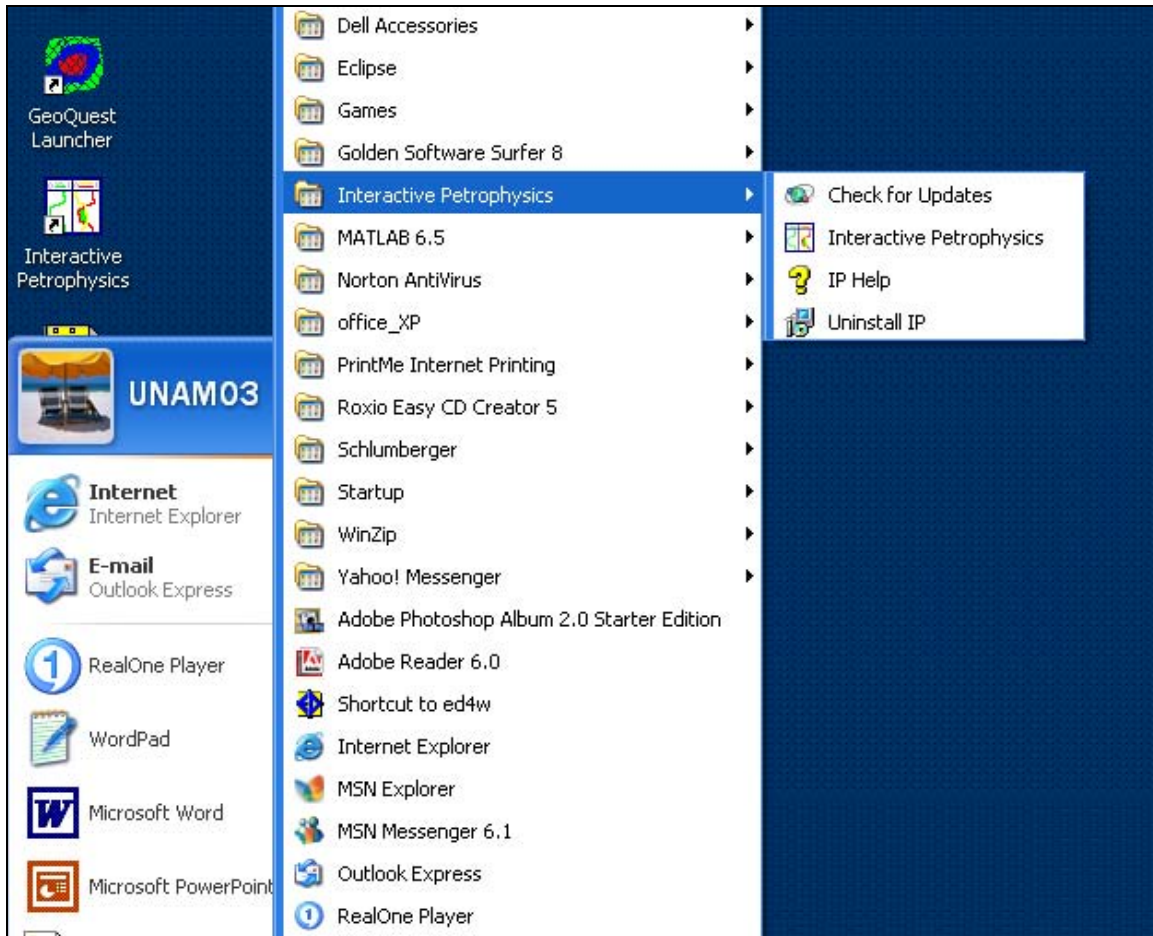 GeoQuest
Launcher
Interactive
Petrophysics
UNAM03
Internet
Internet Explorer
E-mail
Outlook Express
RealOne Player
WordPad
Microsoft Word
Microsoft PowerPoint
Dell Accessories
Eclipse
Games
Golden Software Surfer 8
Interactive Petrophysics
MATLAB 6.5
Norton AntiVirus
office_XP
PrintMe Internet Printing
Roxio Easy CD Creator 5
Schlumberger
Startup
WinZip
Yahoo! Messenger
Adobe Photoshop Album 2.0 Starter Edition
Adobe Reader 6.0
Shortcut to ed4w
Internet Explorer
MSN Explorer
MSN Messenger 6.1
Outlook Express
RealOne Player
Check for Updates
Interactive Petrophysics
IP Help
Uninstall IP